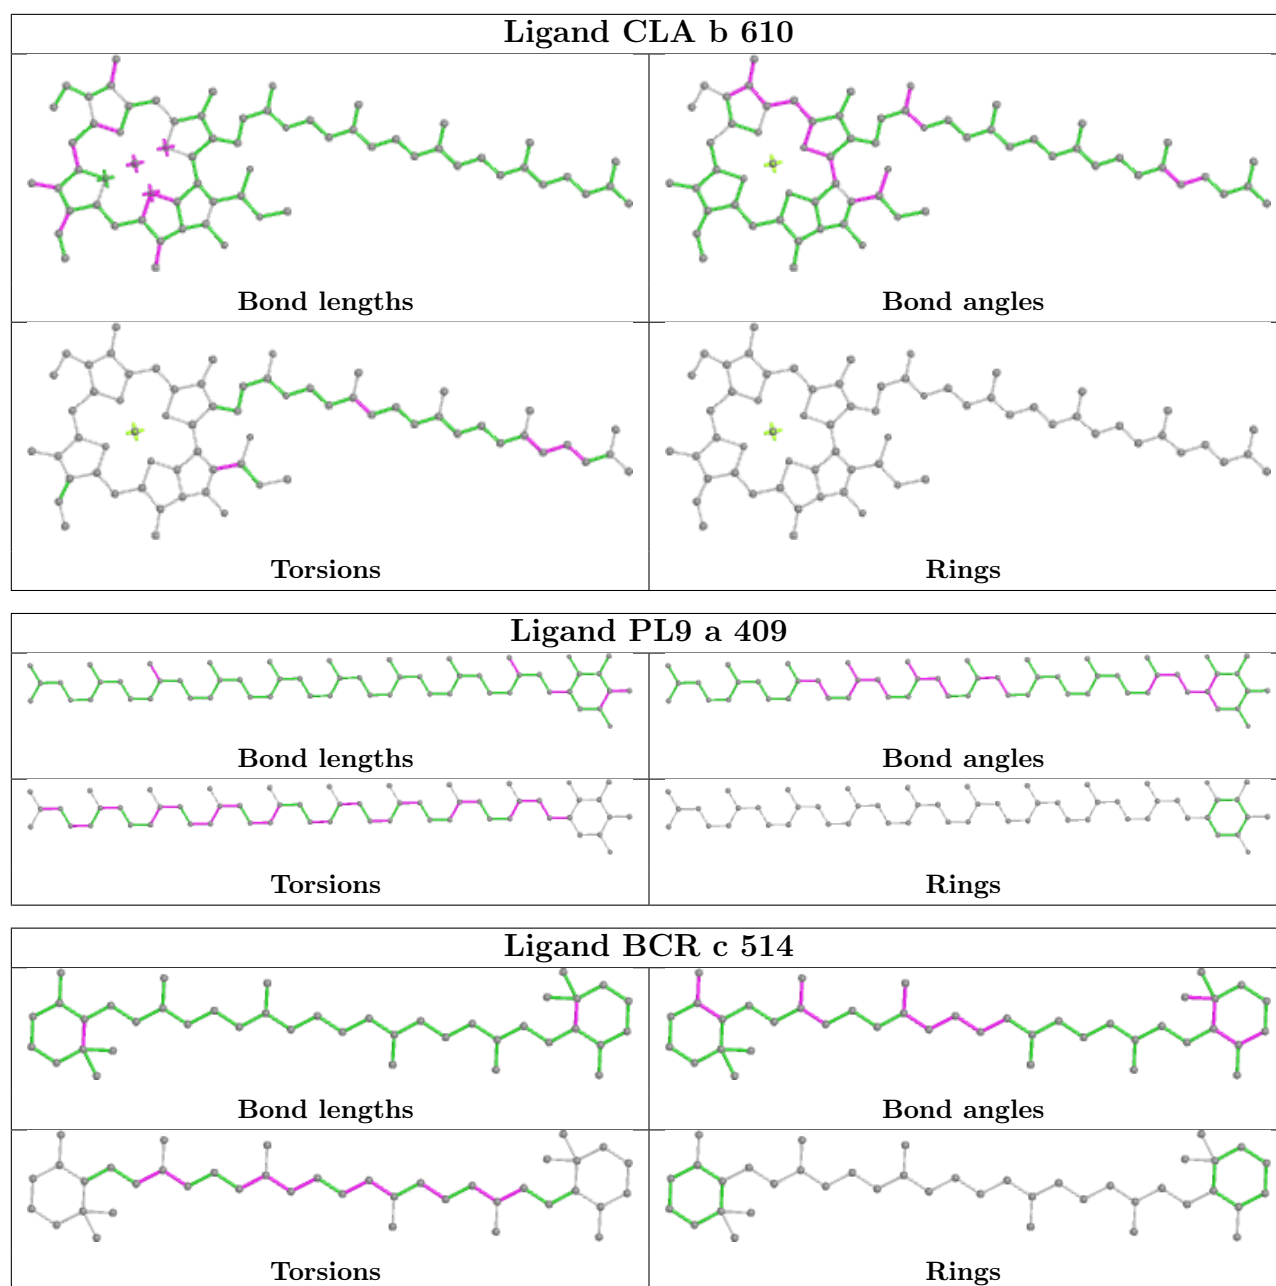 Ligand CLA b 610
Bond lengths
Bond angles
Torsions
Rings
Ligand PL9 a 409
Bond lengths
Bond angles
Torsions
Rings
Ligand BCR c 514
Bond lengths
Bond angles
Torsions
Rings